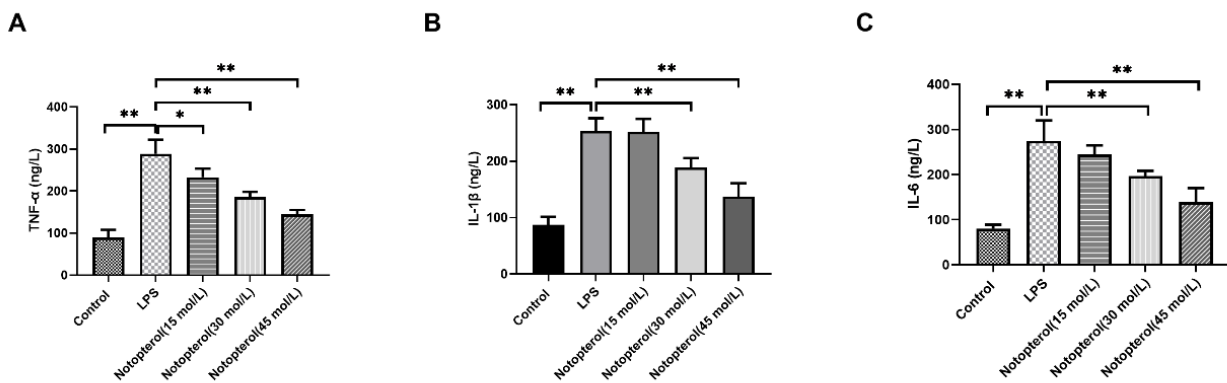 A
**
**
** *
400
300
200
100
0
TNF-α (ng/L)
Control
LPS
Notopterol(15 mol/L)
Notopterol(30 mol/L)
Notopterol(45 mol/L)
B
**
** **
300
200
100
0
IL-1β (ng/L)
Control
LPS
Notopterol(15 mol/L)
Notopterol(30 mol/L)
Notopterol(45 mol/L)
C
**
** **
400
300
200
100
0
IL-6 (ng/L)
Control
LPS
Notopterol(15 mol/L)
Notopterol(30 mol/L)
Notopterol(45 mol/L)